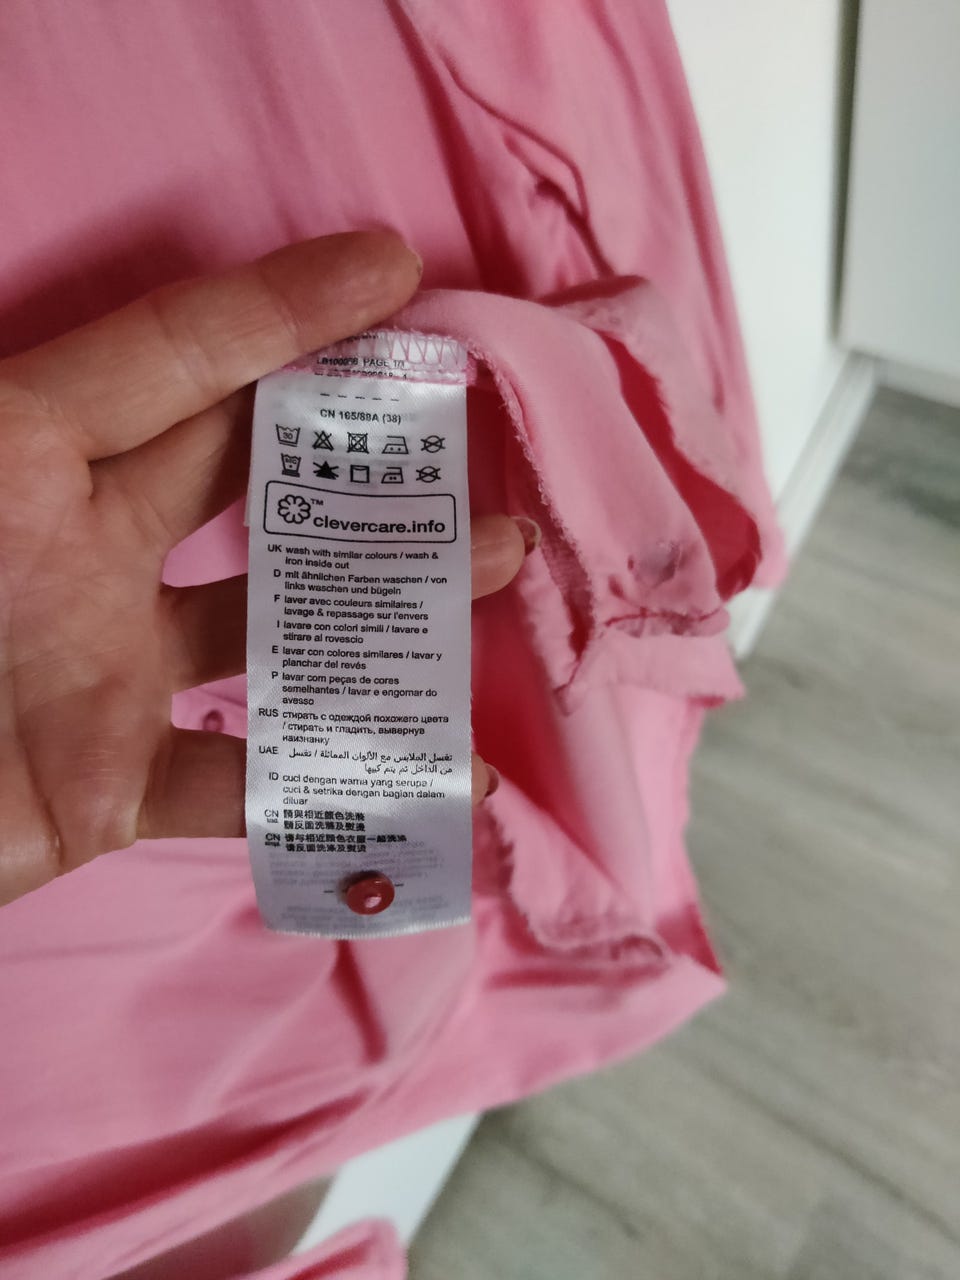 LB100056 PAGE 1/1
CN 165/88A (38)
30
TM
clevercare.info
UK wash with similar colours / wash &
iron inside out
D mit ähnlichen Farben waschen / von
links waschen und bügeln
F laver avec couleurs similaires /
lavage & repassage sur l'envers
I lavare con colori simili / lavare e
stirare al rovescio
E lavar con colores similares / lavar y
planchar del revés
P lavar com peças de cores
semelhantes / lavar e engomar do
avesso
RUS стирать с одеждой похожего цвета
/ стирать и гладить, вывернув
наизнанку
UAE تغسل الملابس مع الألوان المماثلة / تغسل
من الداخل ثم يتم كيها
ID cuci dengan warna yang serupa /
cuci & setrika dengan bagian dalam
diluar
CN 請與相近顏色洗滌
請反面洗滌及熨燙
CN 请与相近颜色衣服一起洗涤
请反面洗涤及熨烫